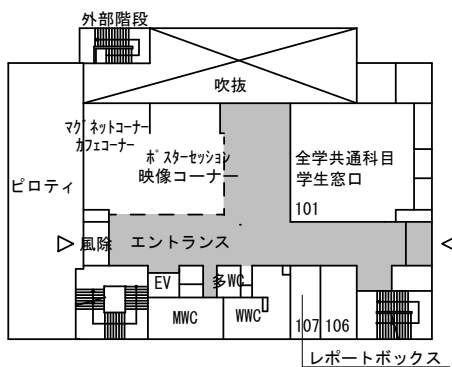 外部階段
吹抜
マグネットコーナー
カフェコーナー
ポスターセッション
映像コーナー
全学共通科目
学生窓口
101
ピロティ
風除
エントランス
EV
多WC
MWC
WWC
107
106
レポートボックス